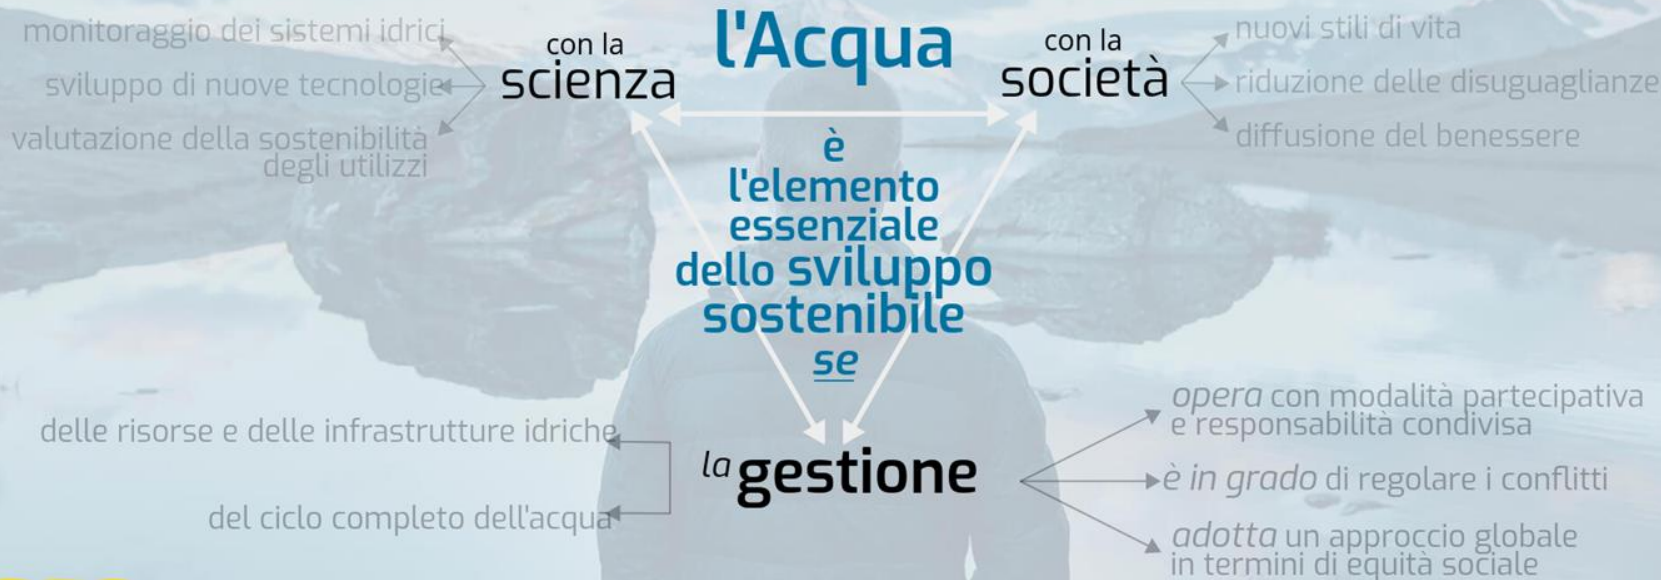 l'Acqua
con la
scienza
monitoraggio dei sistemi idrici
sviluppo di nuove tecnologie
valutazione della sostenibilità
degli utilizzi
con la
società
nuovi stili di vita
riduzione delle disuguaglianze
diffusione del benessere
è
l'elemento
essenziale
dello sviluppo
sostenibile
se
la gestione
delle risorse e delle infrastrutture idriche
del ciclo completo dell'acqua
opera con modalità partecipativa
e responsabilità condivisa
è in grado di regolare i conflitti
adotta un approccio globale
in termini di equità sociale